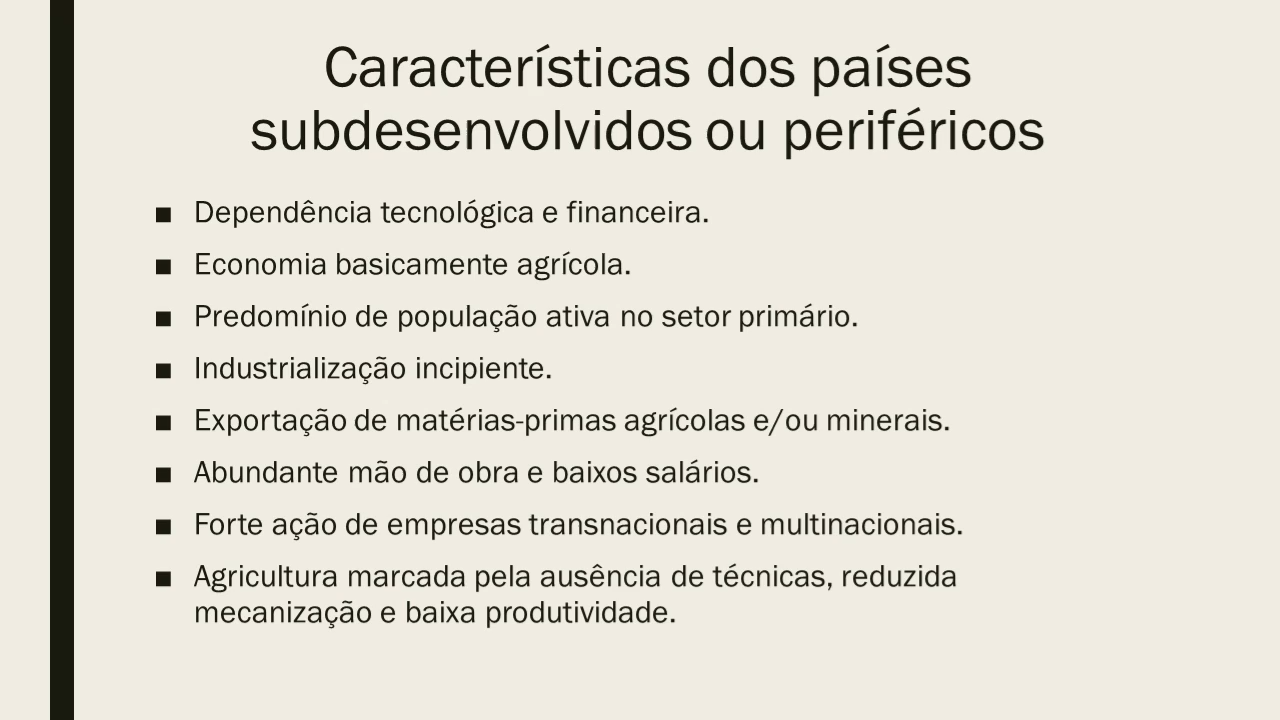 Características dos países
subdesenvolvidos ou periféricos
■ Dependência tecnológica e financeira.
■ Economia basicamente agrícola.
■ Predomínio de população ativa no setor primário.
■ Industrialização incipiente.
■ Exportação de matérias-primas agrícolas e/ou minerais.
■ Abundante mão de obra e baixos salários.
■ Forte ação de empresas transnacionais e multinacionais.
■ Agricultura marcada pela ausência de técnicas, reduzida
mecanização e baixa produtividade.